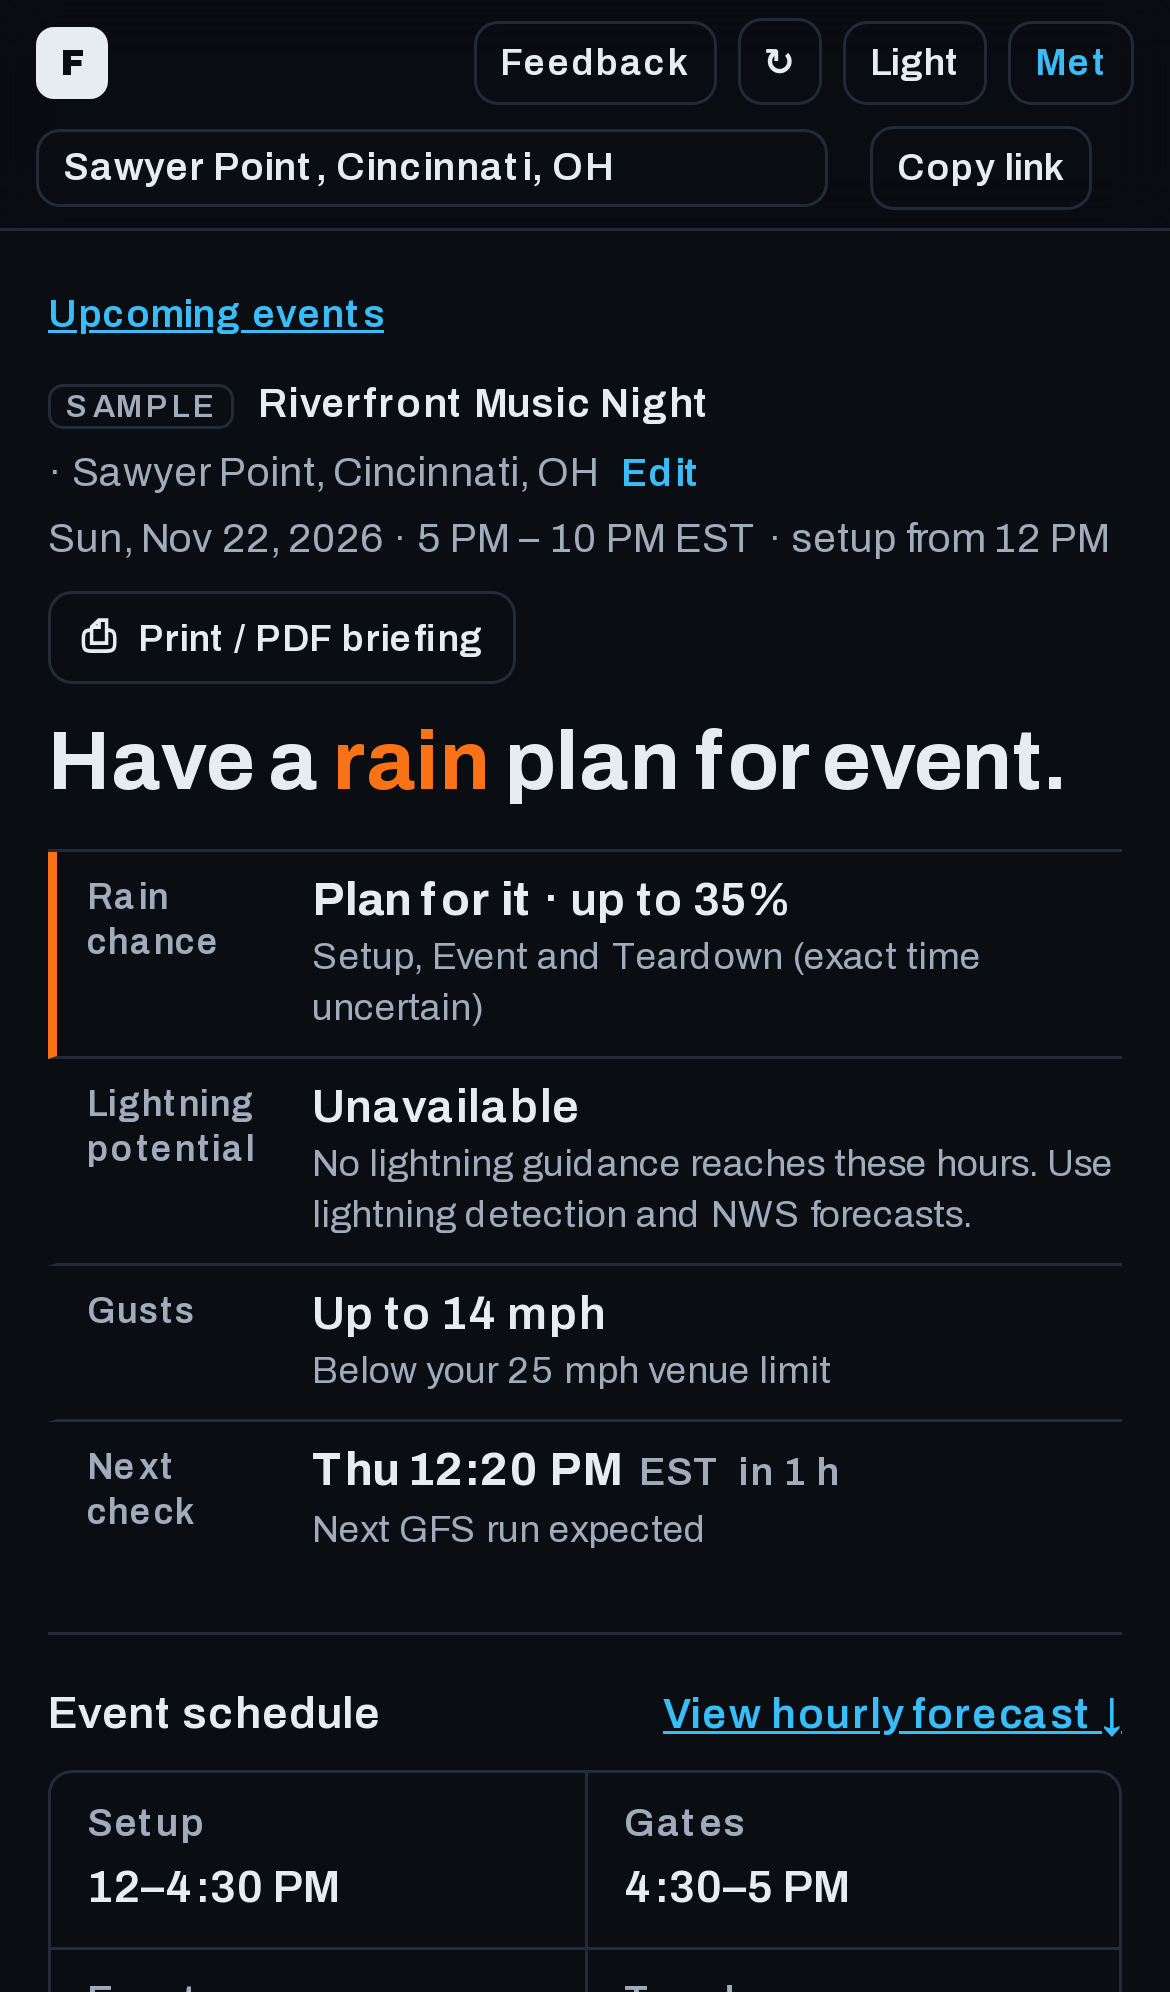 F
Feedback ↻ Light Met
Sawyer Point, Cincinnati, OH
Copy link
Upcoming events
SAMPLE Riverfront Music Night
· Sawyer Point, Cincinnati, OH Edit
Sun, Nov 22, 2026 · 5 PM – 10 PM EST · setup from 12 PM
Print / PDF briefing
Have a rain plan for event.
Rain
chance
Plan for it · up to 35%
Setup, Event and Teardown (exact time
uncertain)
Lightning
potential
Unavailable
No lightning guidance reaches these hours. Use
lightning detection and NWS forecasts.
Gusts
Up to 14 mph
Below your 25 mph venue limit
Next
check
Thu 12:20 PM EST in 1 h
Next GFS run expected
Event schedule
View hourly forecast ↓
Setup
12–4:30 PM
Gates
4:30–5 PM